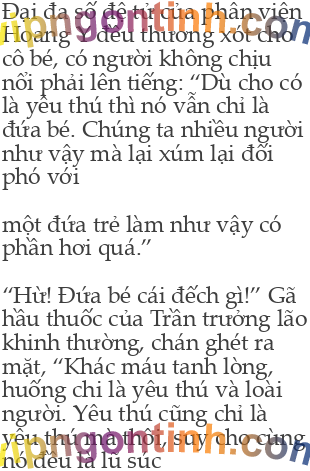 Đại đa số đệ tử của phân viện
Hoang ... đều thương xót cho
cô bé, có người không chịu
nổi phải lên tiếng: “Dù cho có
là yêu thú thì nó vẫn chỉ là
đứa bé. Chúng ta nhiều người
như vậy mà lại xúm lại đối
phó với
một đứa trẻ làm như vậy có
phần hơi quá.”
“Hừ! Đứa bé cái đếch gì!” Gã
hầu thuốc của Trần trưởng lão
khinh thường, chán ghét ra
mặt, “Khác máu tanh lòng,
huống chi là yêu thú và loài
người. Yêu thú cũng chỉ là
yêu thú mà thôi, suy cho cùng
nó đều là lũ súc
vipngontinh.com
vipngontinh.com